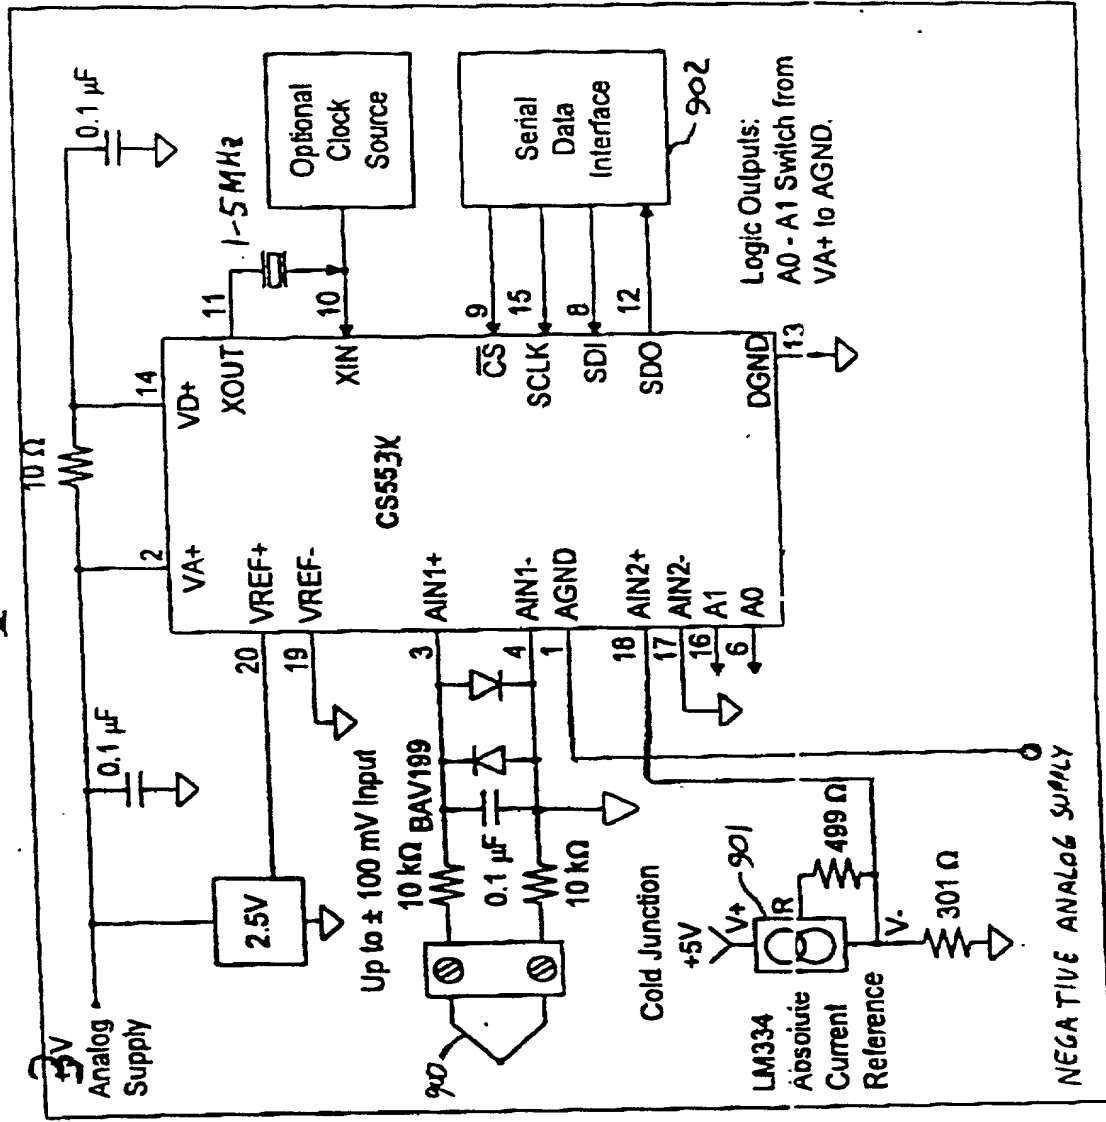 3V
Analog
Supply
0.1 µF
10 Ω
0.1 µF
2.5V
2
VA+
14
VD+
20
VREF+
19
VREF-
11
XOUT
1-5 MHz
10
XIN
Optional
Clock
Source
CS553X
Up to ± 100 mV Input
10 kΩ
BAV199
0.1 µF
10 kΩ
900
3
AIN1+
4
AIN1-
1
AGND
18
AIN2+
17
AIN2-
16
A1
6
A0
9
CS
15
SCLK
8
SDI
12
SDO
Serial
Data
Interface
902
13
DGND
Logic Outputs:
A0 - A1 Switch from
VA+ to AGND.
Cold Junction
+5V
V+
901
R
499 Ω
V-
301 Ω
LM334
Absolute
Current
Reference
NEGATIVE ANALOG SUPPLY